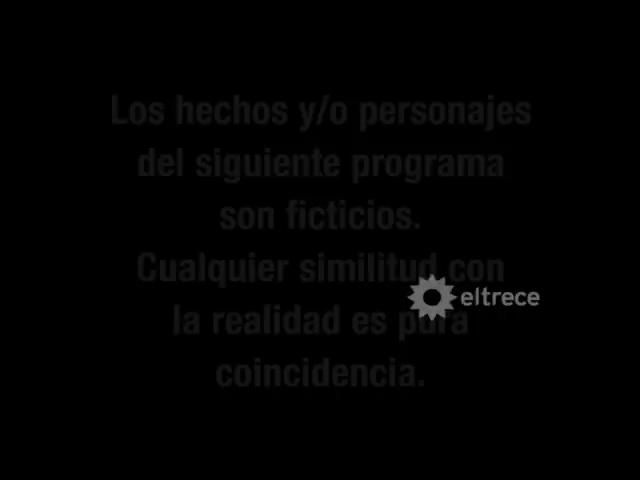 Los hechos y/o personajes
del siguiente programa
son ficticios.
Cualquier similitud con
la realidad es pura
coincidencia.
eltrece